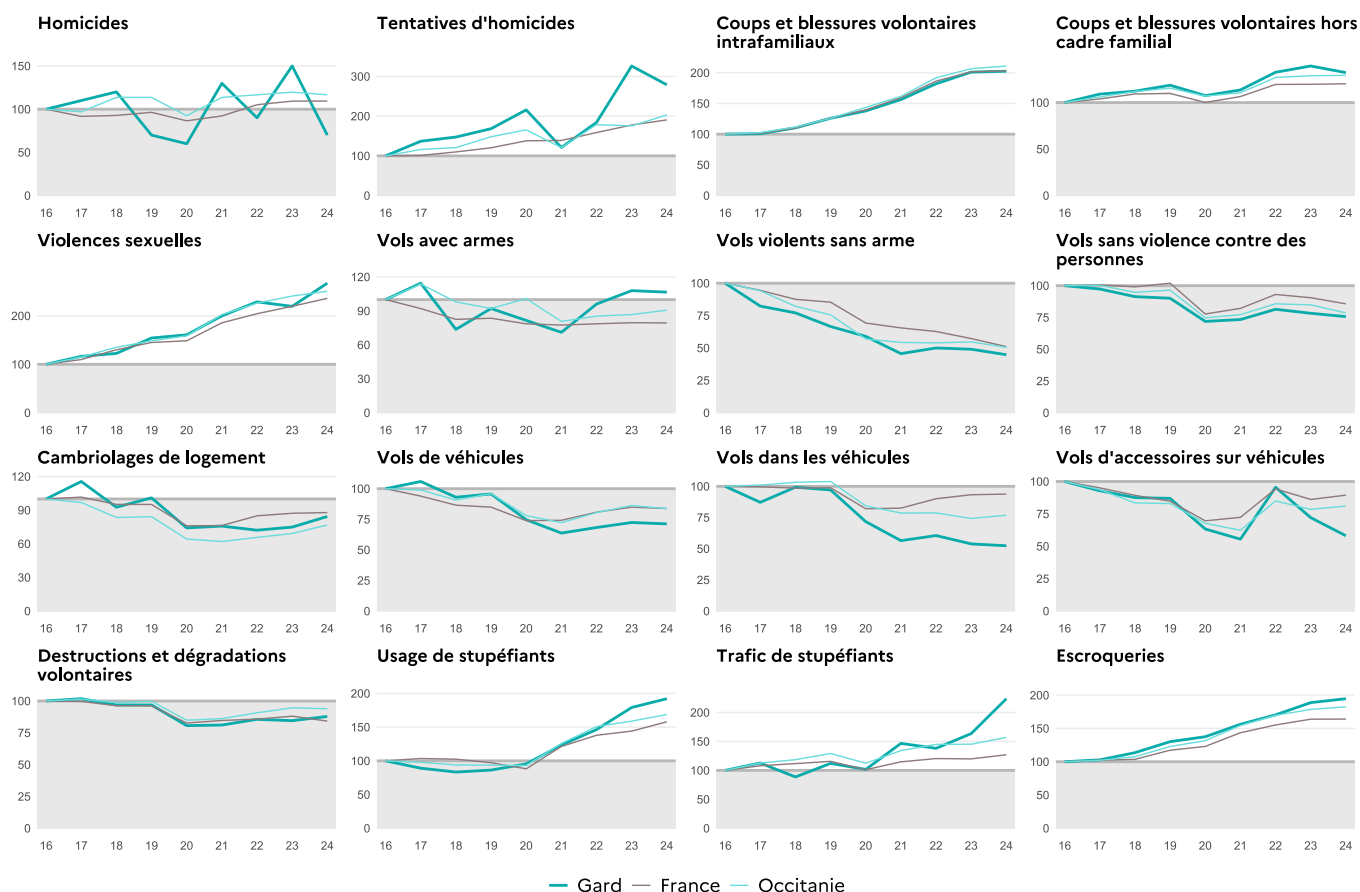 Homicides
Tentatives d'homicides
Coups et blessures volontaires
intrafamiliaux
Coups et blessures volontaires hors
cadre familial
150
100
50
0
16 17 18 19 20 21 22 23 24
300
200
100
0
16 17 18 19 20 21 22 23 24
200
150
100
50
0
16 17 18 19 20 21 22 23 24
100
50
0
16 17 18 19 20 21 22 23 24
Violences sexuelles
Vols avec armes
Vols violents sans arme
Vols sans violence contre des
personnes
200
100
0
16 17 18 19 20 21 22 23 24
120
90
60
30
0
16 17 18 19 20 21 22 23 24
100
75
50
25
0
16 17 18 19 20 21 22 23 24
100
75
50
25
0
16 17 18 19 20 21 22 23 24
Cambriolages de logement
Vols de véhicules
Vols dans les véhicules
Vols d'accessoires sur véhicules
120
90
60
30
0
16 17 18 19 20 21 22 23 24
100
75
50
25
0
16 17 18 19 20 21 22 23 24
100
75
50
25
0
16 17 18 19 20 21 22 23 24
100
75
50
25
0
16 17 18 19 20 21 22 23 24
Destructions et dégradations
volontaires
Usage de stupéfiants
Trafic de stupéfiants
Escroqueries
100
75
50
25
0
16 17 18 19 20 21 22 23 24
200
150
100
50
0
16 17 18 19 20 21 22 23 24
200
150
100
50
0
16 17 18 19 20 21 22 23 24
200
150
100
50
0
16 17 18 19 20 21 22 23 24
Gard France Occitanie